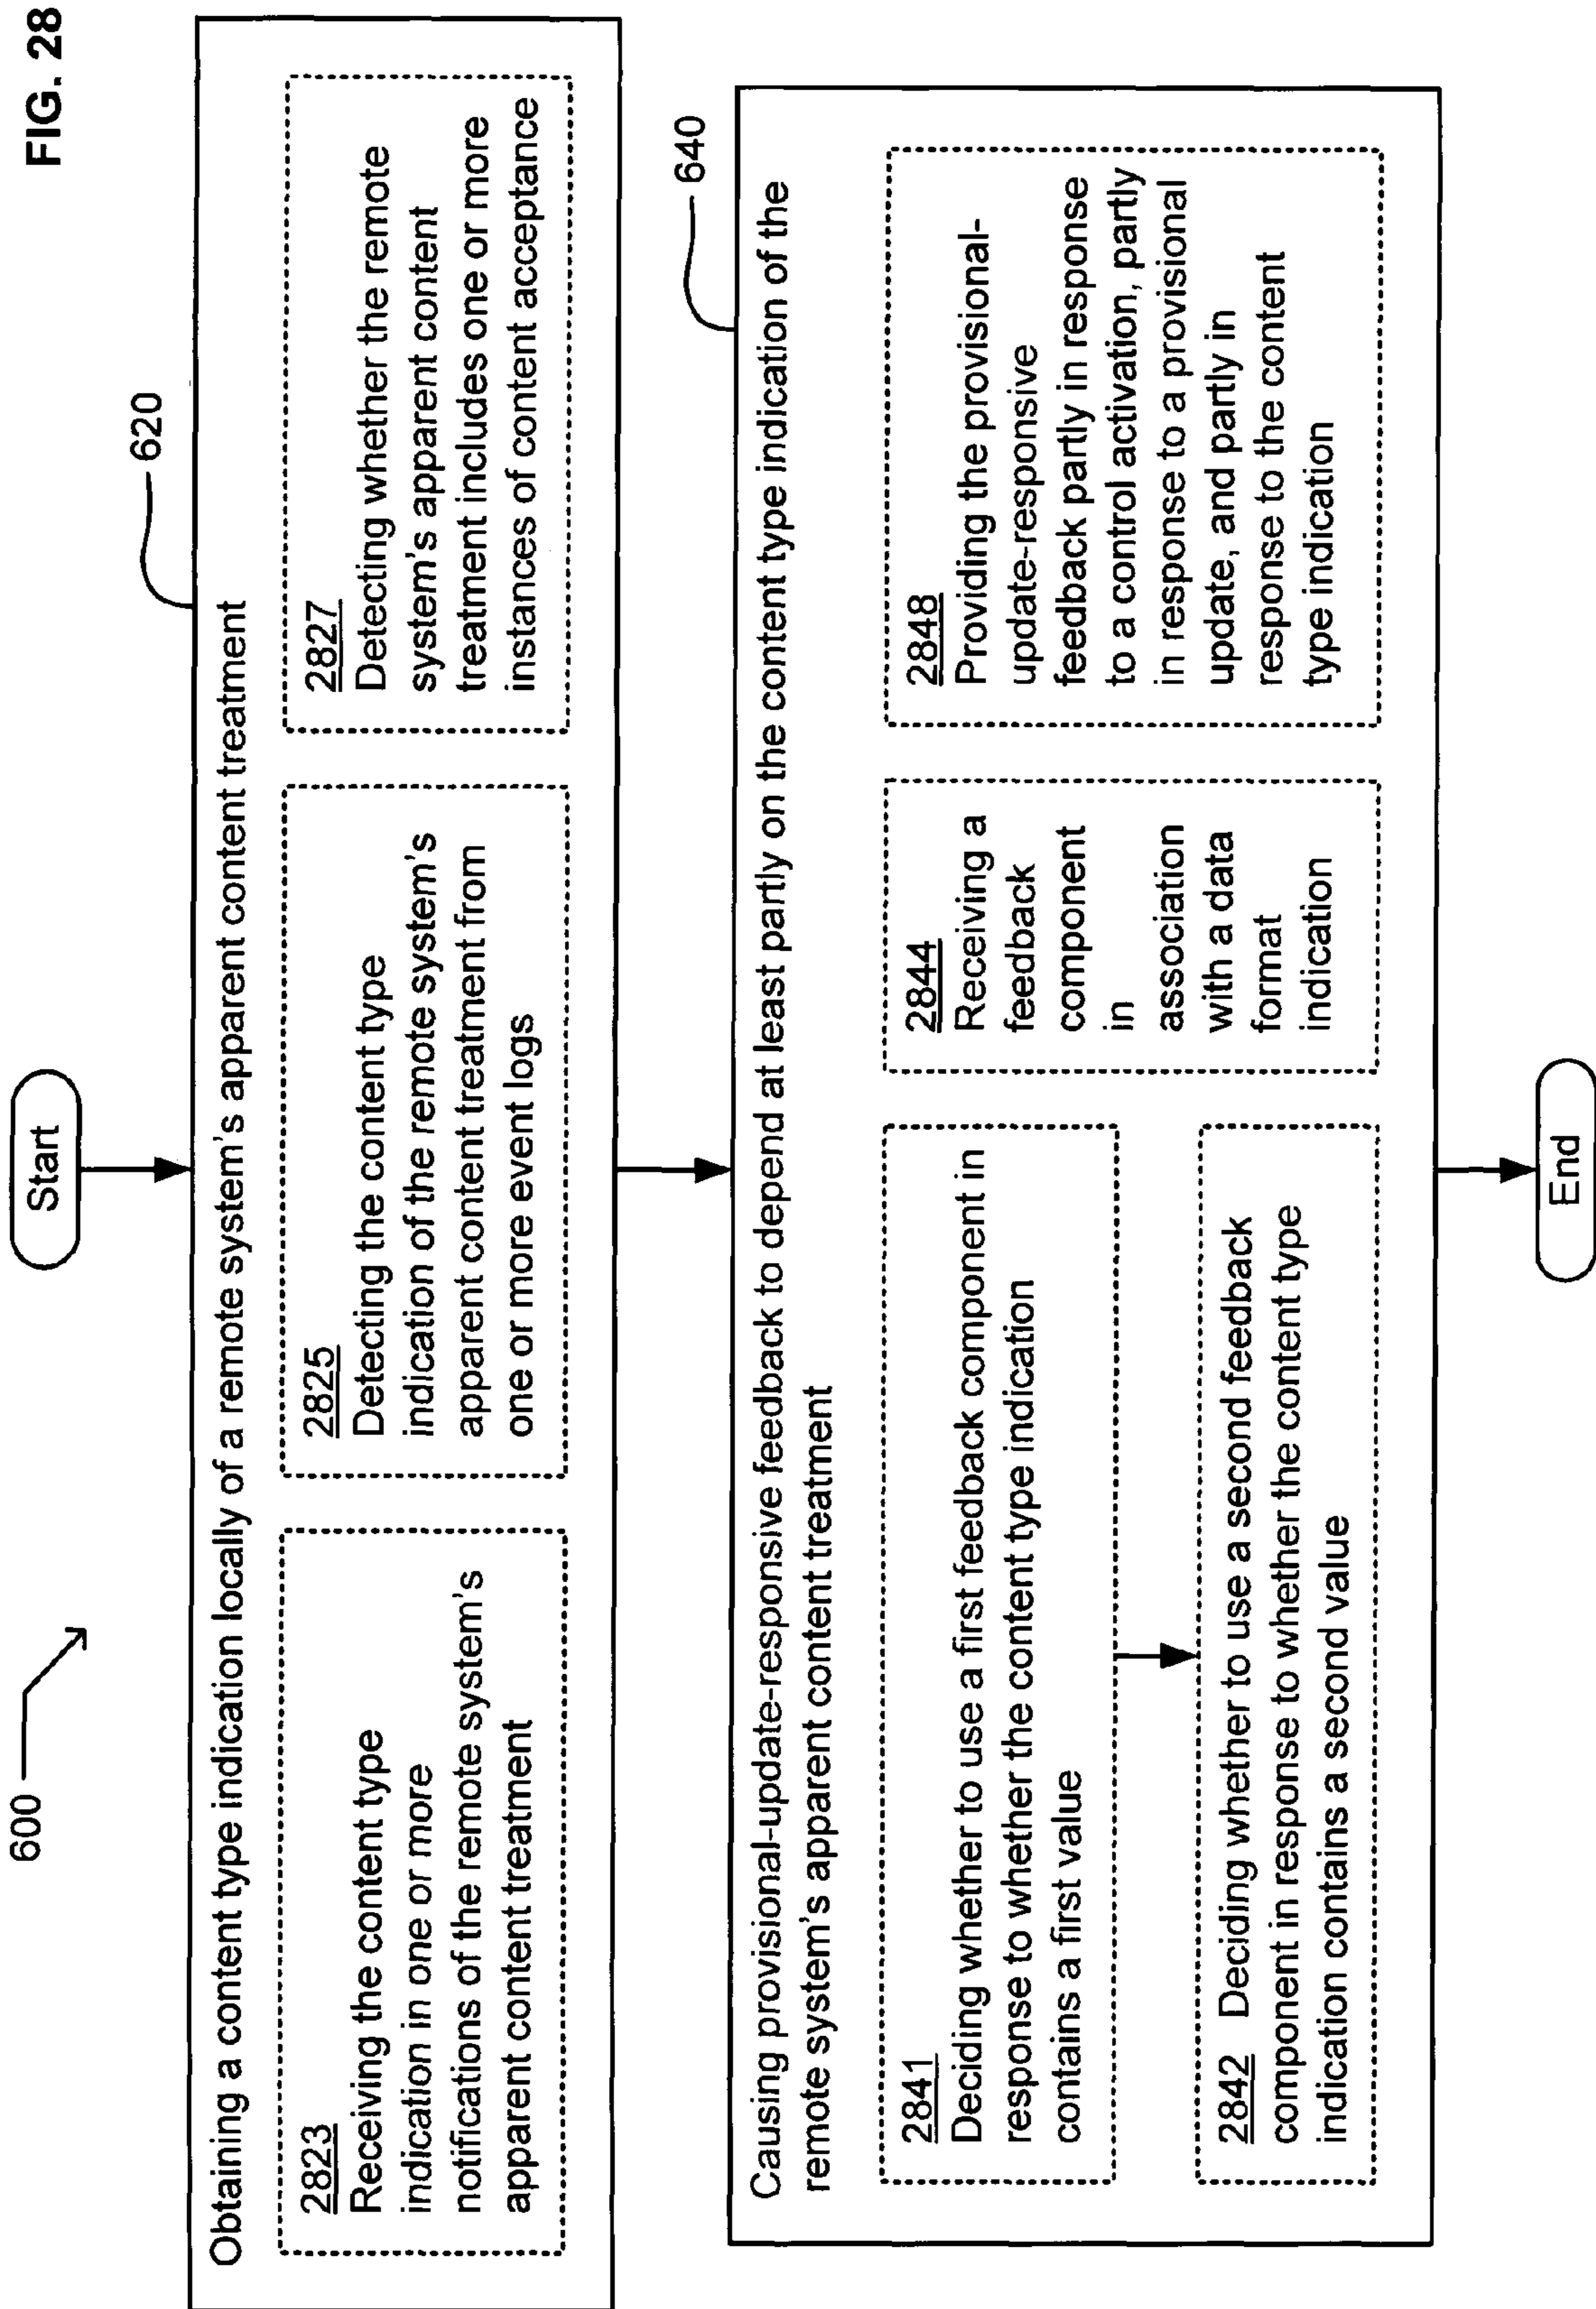 FIG. 28
600
Start
620
Obtaining a content type indication locally of a remote system's apparent content treatment
2823
Receiving the content type
indication in one or more
notifications of the remote system's
apparent content treatment
2825
Detecting the content type
indication of the remote system's
apparent content treatment from
one or more event logs
2827
Detecting whether the remote
system's apparent content
treatment includes one or more
instances of content acceptance
640
Causing provisional-update-responsive feedback to depend at least partly on the content type indication of the
remote system's apparent content treatment
2841
Deciding whether to use a first feedback component in
response to whether the content type indication
contains a first value
2842 Deciding whether to use a second feedback
component in response to whether the content type
indication contains a second value
2844
Receiving a
feedback
component
in
association
with a data
format
indication
2848
Providing the provisional-
update-responsive
feedback partly in response
to a control activation, partly
in response to a provisional
update, and partly in
response to the content
type indication
End